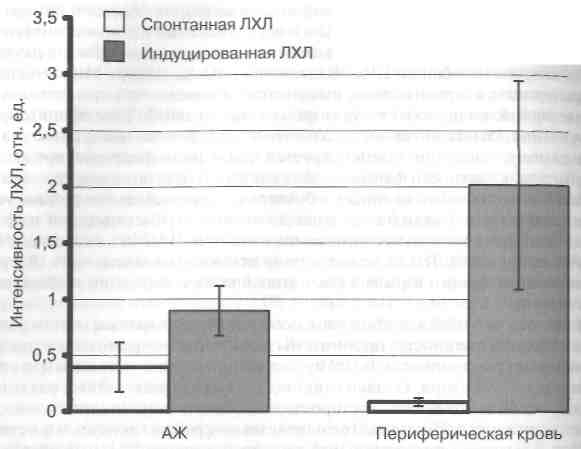 3,5
3
2,5
2
1,5
1
0,5
0
Интенсивность ЛХЛ, отн. ед.
Спонтанная ЛХЛ
Индуцированная ЛХЛ
АЖ
Периферическая кровь